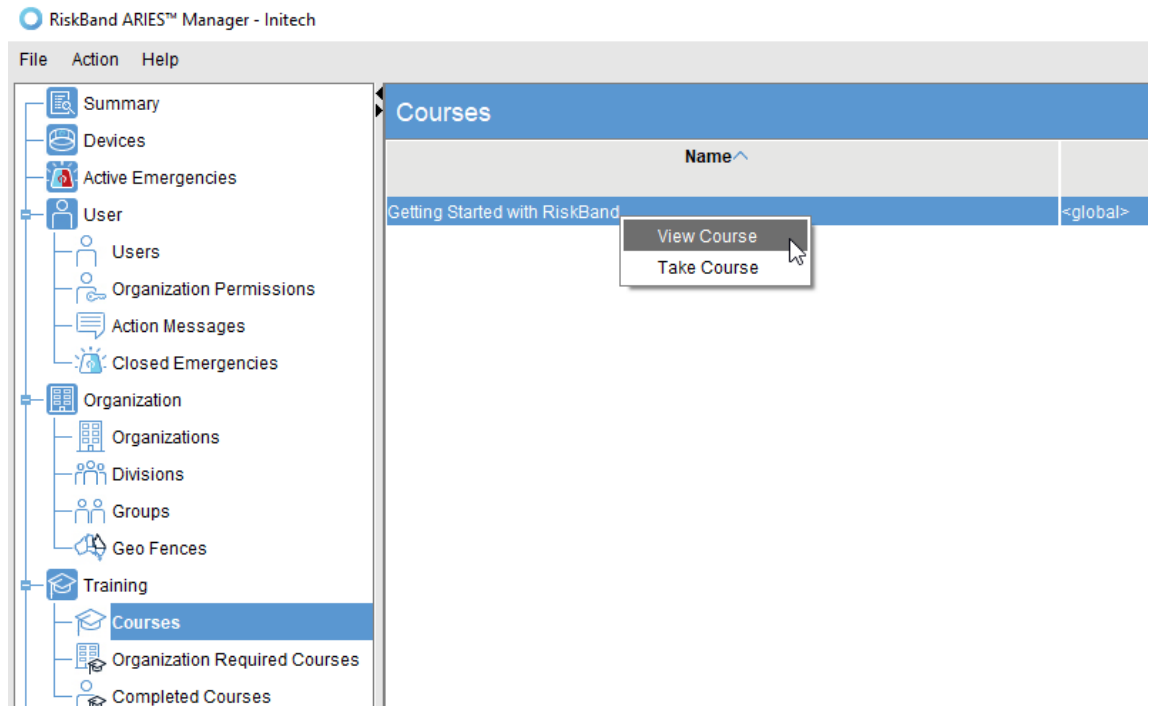 RiskBand ARIES™ Manager - Initech
File Action Help
Summary
Devices
Active Emergencies
User
Users
Organization Permissions
Action Messages
Closed Emergencies
Organization
Organizations
Divisions
Groups
Geo Fences
Training
Courses
Organization Required Courses
Completed Courses
Courses
Name
Getting Started with RiskBand <global>
View Course
Take Course